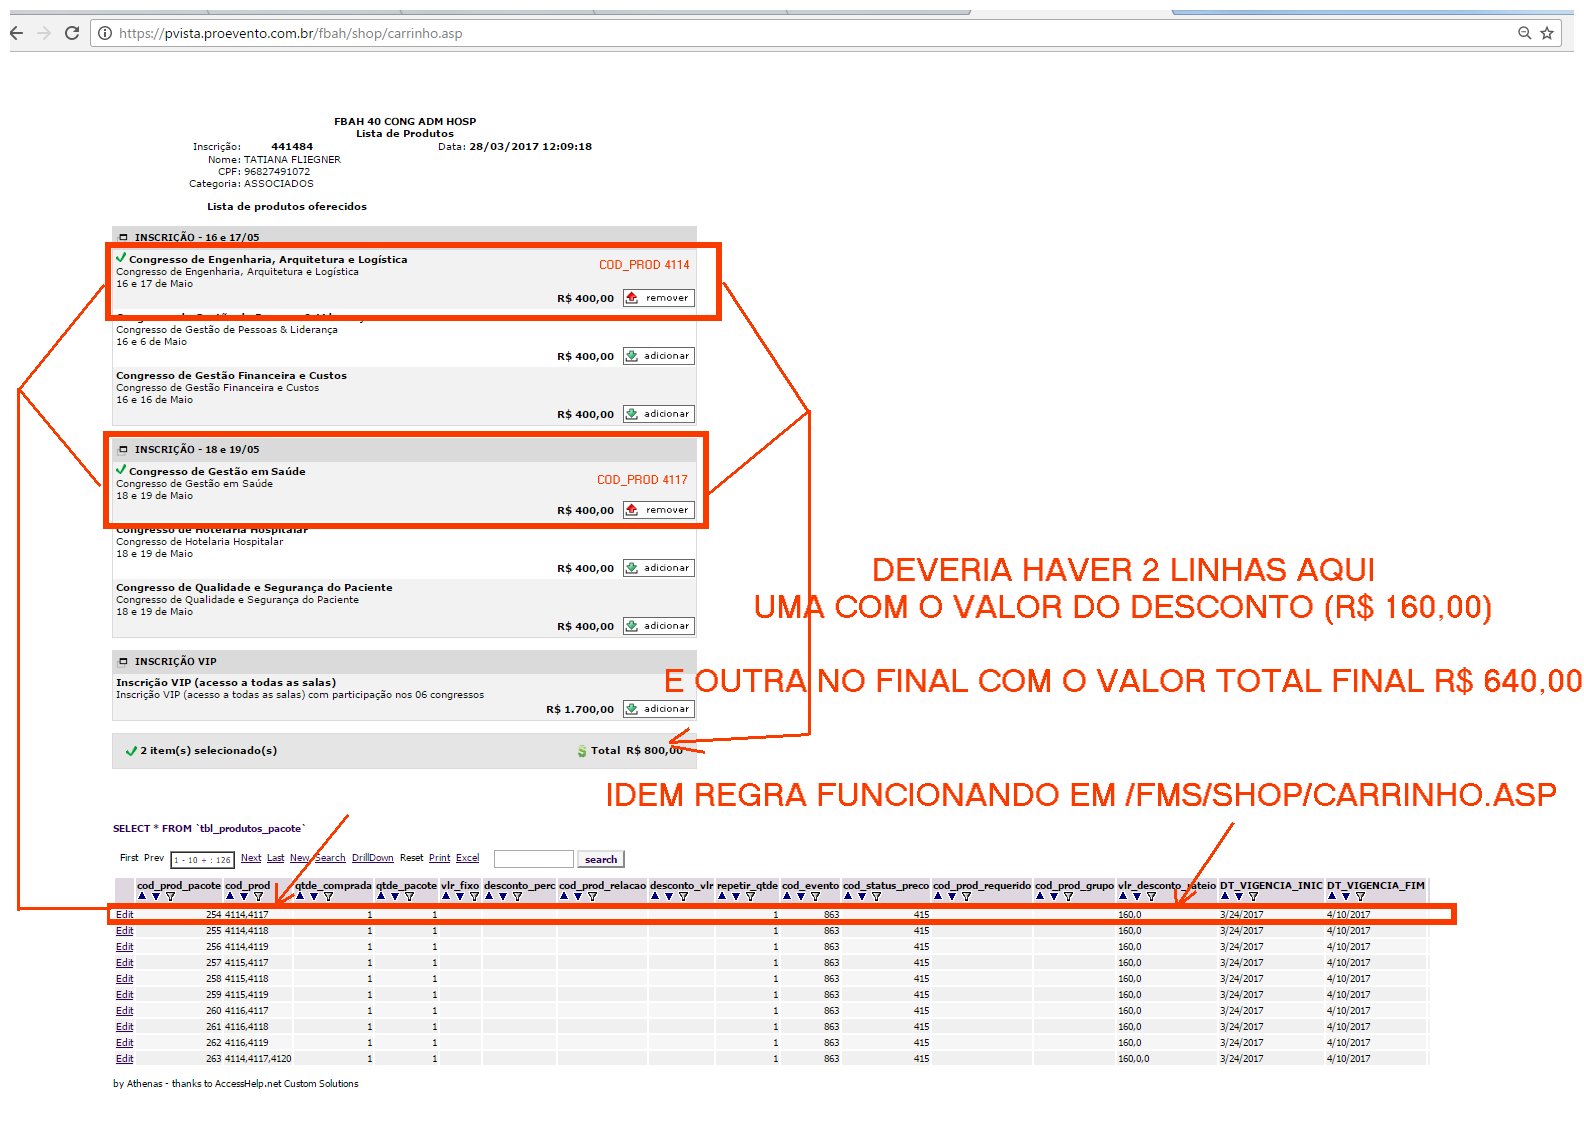 https://pvista.proevento.com.br/fbah/shop/carrinho.asp
FBAH 40 CONG ADM HOSP
Lista de Produtos
Inscrição: 441484 Data: 28/03/2017 12:09:18
Nome: TATIANA FLIEGNER
CPF: 96827491072
Categoria: ASSOCIADOS
Lista de produtos oferecidos
INSCRIÇÃO - 16 e 17/05
Congresso de Engenharia, Arquitetura e Logística
COD_PROD 4114
Congresso de Engenharia, Arquitetura e Logística
16 e 17 de Maio
R$ 400,00 remover
Congresso de Gestão de Pessoas & Liderança
16 e 6 de Maio
R$ 400,00 adicionar
Congresso de Gestão Financeira e Custos
Congresso de Gestão Financeira e Custos
16 e 16 de Maio
R$ 400,00 adicionar
INSCRIÇÃO - 18 e 19/05
Congresso de Gestão em Saúde
COD_PROD 4117
Congresso de Gestão em Saúde
18 e 19 de Maio
R$ 400,00 remover
Congresso de Hotelaria Hospitalar
Congresso de Hotelaria Hospitalar
18 e 19 de Maio
R$ 400,00 adicionar
Congresso de Qualidade e Segurança do Paciente
Congresso de Qualidade e Segurança do Paciente
18 e 19 de Maio
R$ 400,00 adicionar
DEVERIA HAVER 2 LINHAS AQUI
UMA COM O VALOR DO DESCONTO (R$ 160,00)
E OUTRA NO FINAL COM O VALOR TOTAL FINAL R$ 640,00
INSCRIÇÃO VIP
Inscrição VIP (acesso a todas as salas)
Inscrição VIP (acesso a todas as salas) com participação nos 06 congressos
R$ 1.700,00 adicionar
2 item(s) selecionado(s) Total R$ 800,00
IDEM REGRA FUNCIONANDO EM /FMS/SHOP/CARRINHO.ASP
SELECT * FROM `tbl_produtos_pacote`
First Prev 1 - 10 + : 126 Next Last New Search DrillDown Reset Print Excel search
cod_prod_pacote cod_prod qtde_comprada qtde_pacote vlr_fixo desconto_perc cod_prod_relacao desconto_vlr repetir_qtde cod_evento cod_status_preco cod_prod_requerido cod_prod_grupo vlr_desconto_rateio DT_VIGENCIA_INIC DT_VIGENCIA_FIM
Edit 254 4114,4117 1 1 1 863 415 160,0 3/24/2017 4/10/2017
Edit 255 4114,4118 1 1 1 863 415 160,0 3/24/2017 4/10/2017
Edit 256 4114,4119 1 1 1 863 415 160,0 3/24/2017 4/10/2017
Edit 257 4115,4117 1 1 1 863 415 160,0 3/24/2017 4/10/2017
Edit 258 4115,4118 1 1 1 863 415 160,0 3/24/2017 4/10/2017
Edit 259 4115,4119 1 1 1 863 415 160,0 3/24/2017 4/10/2017
Edit 260 4116,4117 1 1 1 863 415 160,0 3/24/2017 4/10/2017
Edit 261 4116,4118 1 1 1 863 415 160,0 3/24/2017 4/10/2017
Edit 262 4116,4119 1 1 1 863 415 160,0 3/24/2017 4/10/2017
Edit 263 4114,4117,4120 1 1 1 863 415 160,0,0 3/24/2017 4/10/2017
by Athenas - thanks to AccessHelp.net Custom Solutions